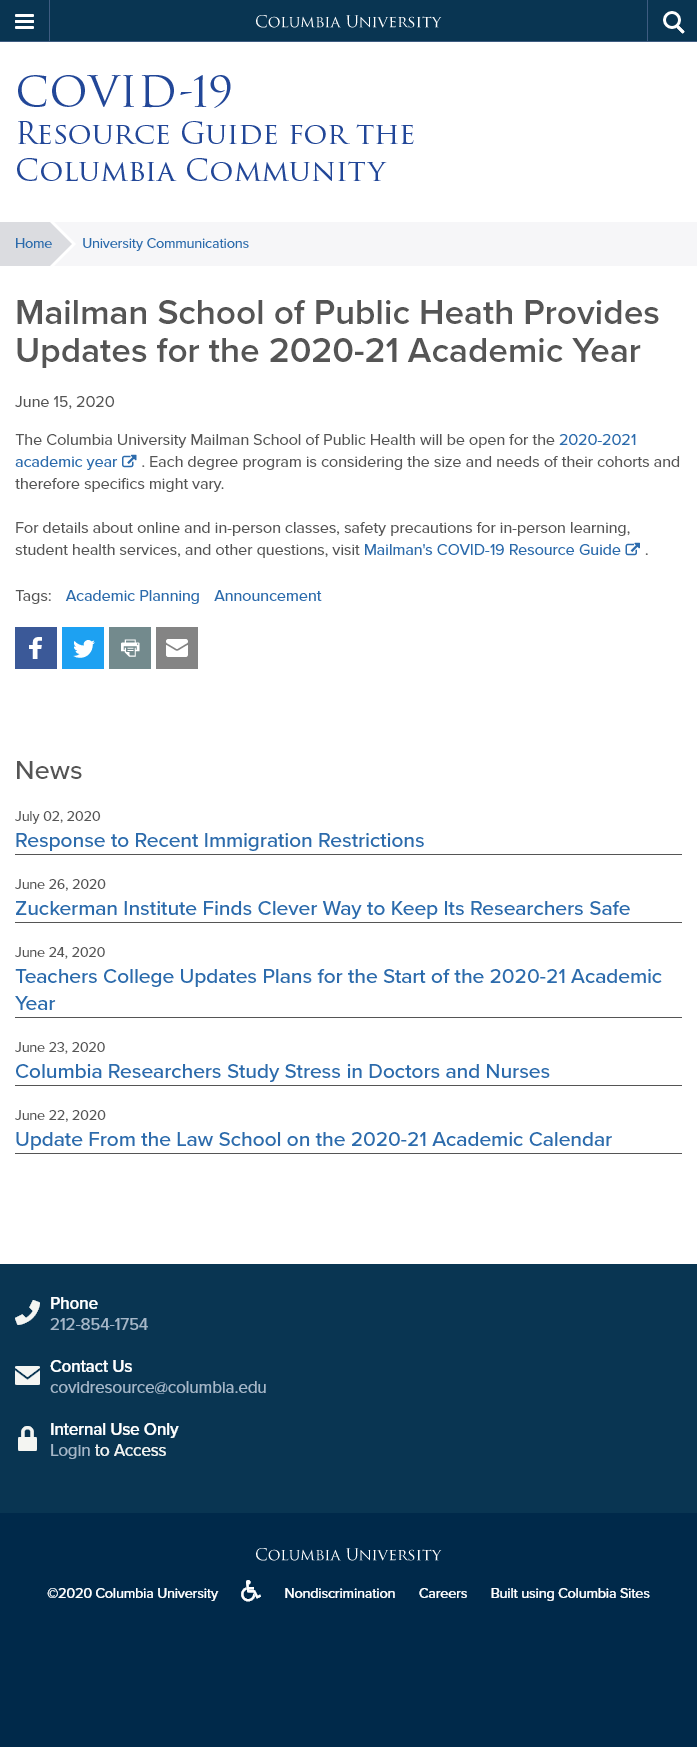 Columbia University
COVID-19
Resource Guide for the
Columbia Community
Home
University Communications
Mailman School of Public Heath Provides
Updates for the 2020-21 Academic Year
June 15, 2020
The Columbia University Mailman School of Public Health will be open for the 2020-2021
academic year . Each degree program is considering the size and needs of their cohorts and
therefore specifics might vary.
For details about online and in-person classes, safety precautions for in-person learning,
student health services, and other questions, visit Mailman's COVID-19 Resource Guide .
Tags: Academic Planning Announcement
News
July 02, 2020
Response to Recent Immigration Restrictions
June 26, 2020
Zuckerman Institute Finds Clever Way to Keep Its Researchers Safe
June 24, 2020
Teachers College Updates Plans for the Start of the 2020-21 Academic
Year
June 23, 2020
Columbia Researchers Study Stress in Doctors and Nurses
June 22, 2020
Update From the Law School on the 2020-21 Academic Calendar
Phone
212-854-1754
Contact Us
covidresource@columbia.edu
Internal Use Only
Login to Access
Columbia University
©2020 Columbia University Nondiscrimination Careers Built using Columbia Sites